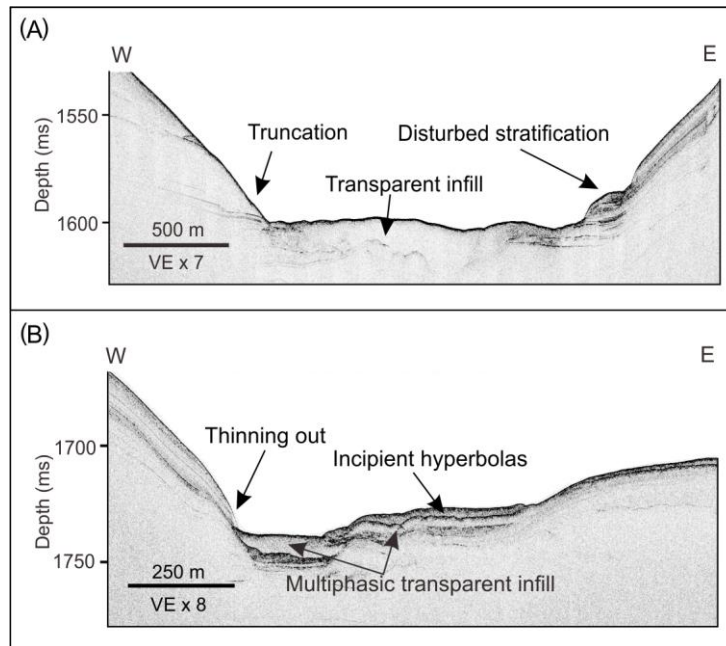 (A)
W
E
1550
Truncation
Disturbed stratification
Depth (ms)
Transparent infill
1600
500 m
VE x 7
(B)
W
E
1700
Thinning out
Incipient hyperbolas
Depth (ms)
1750
250 m
Multiphasic transparent infill
VE x 8